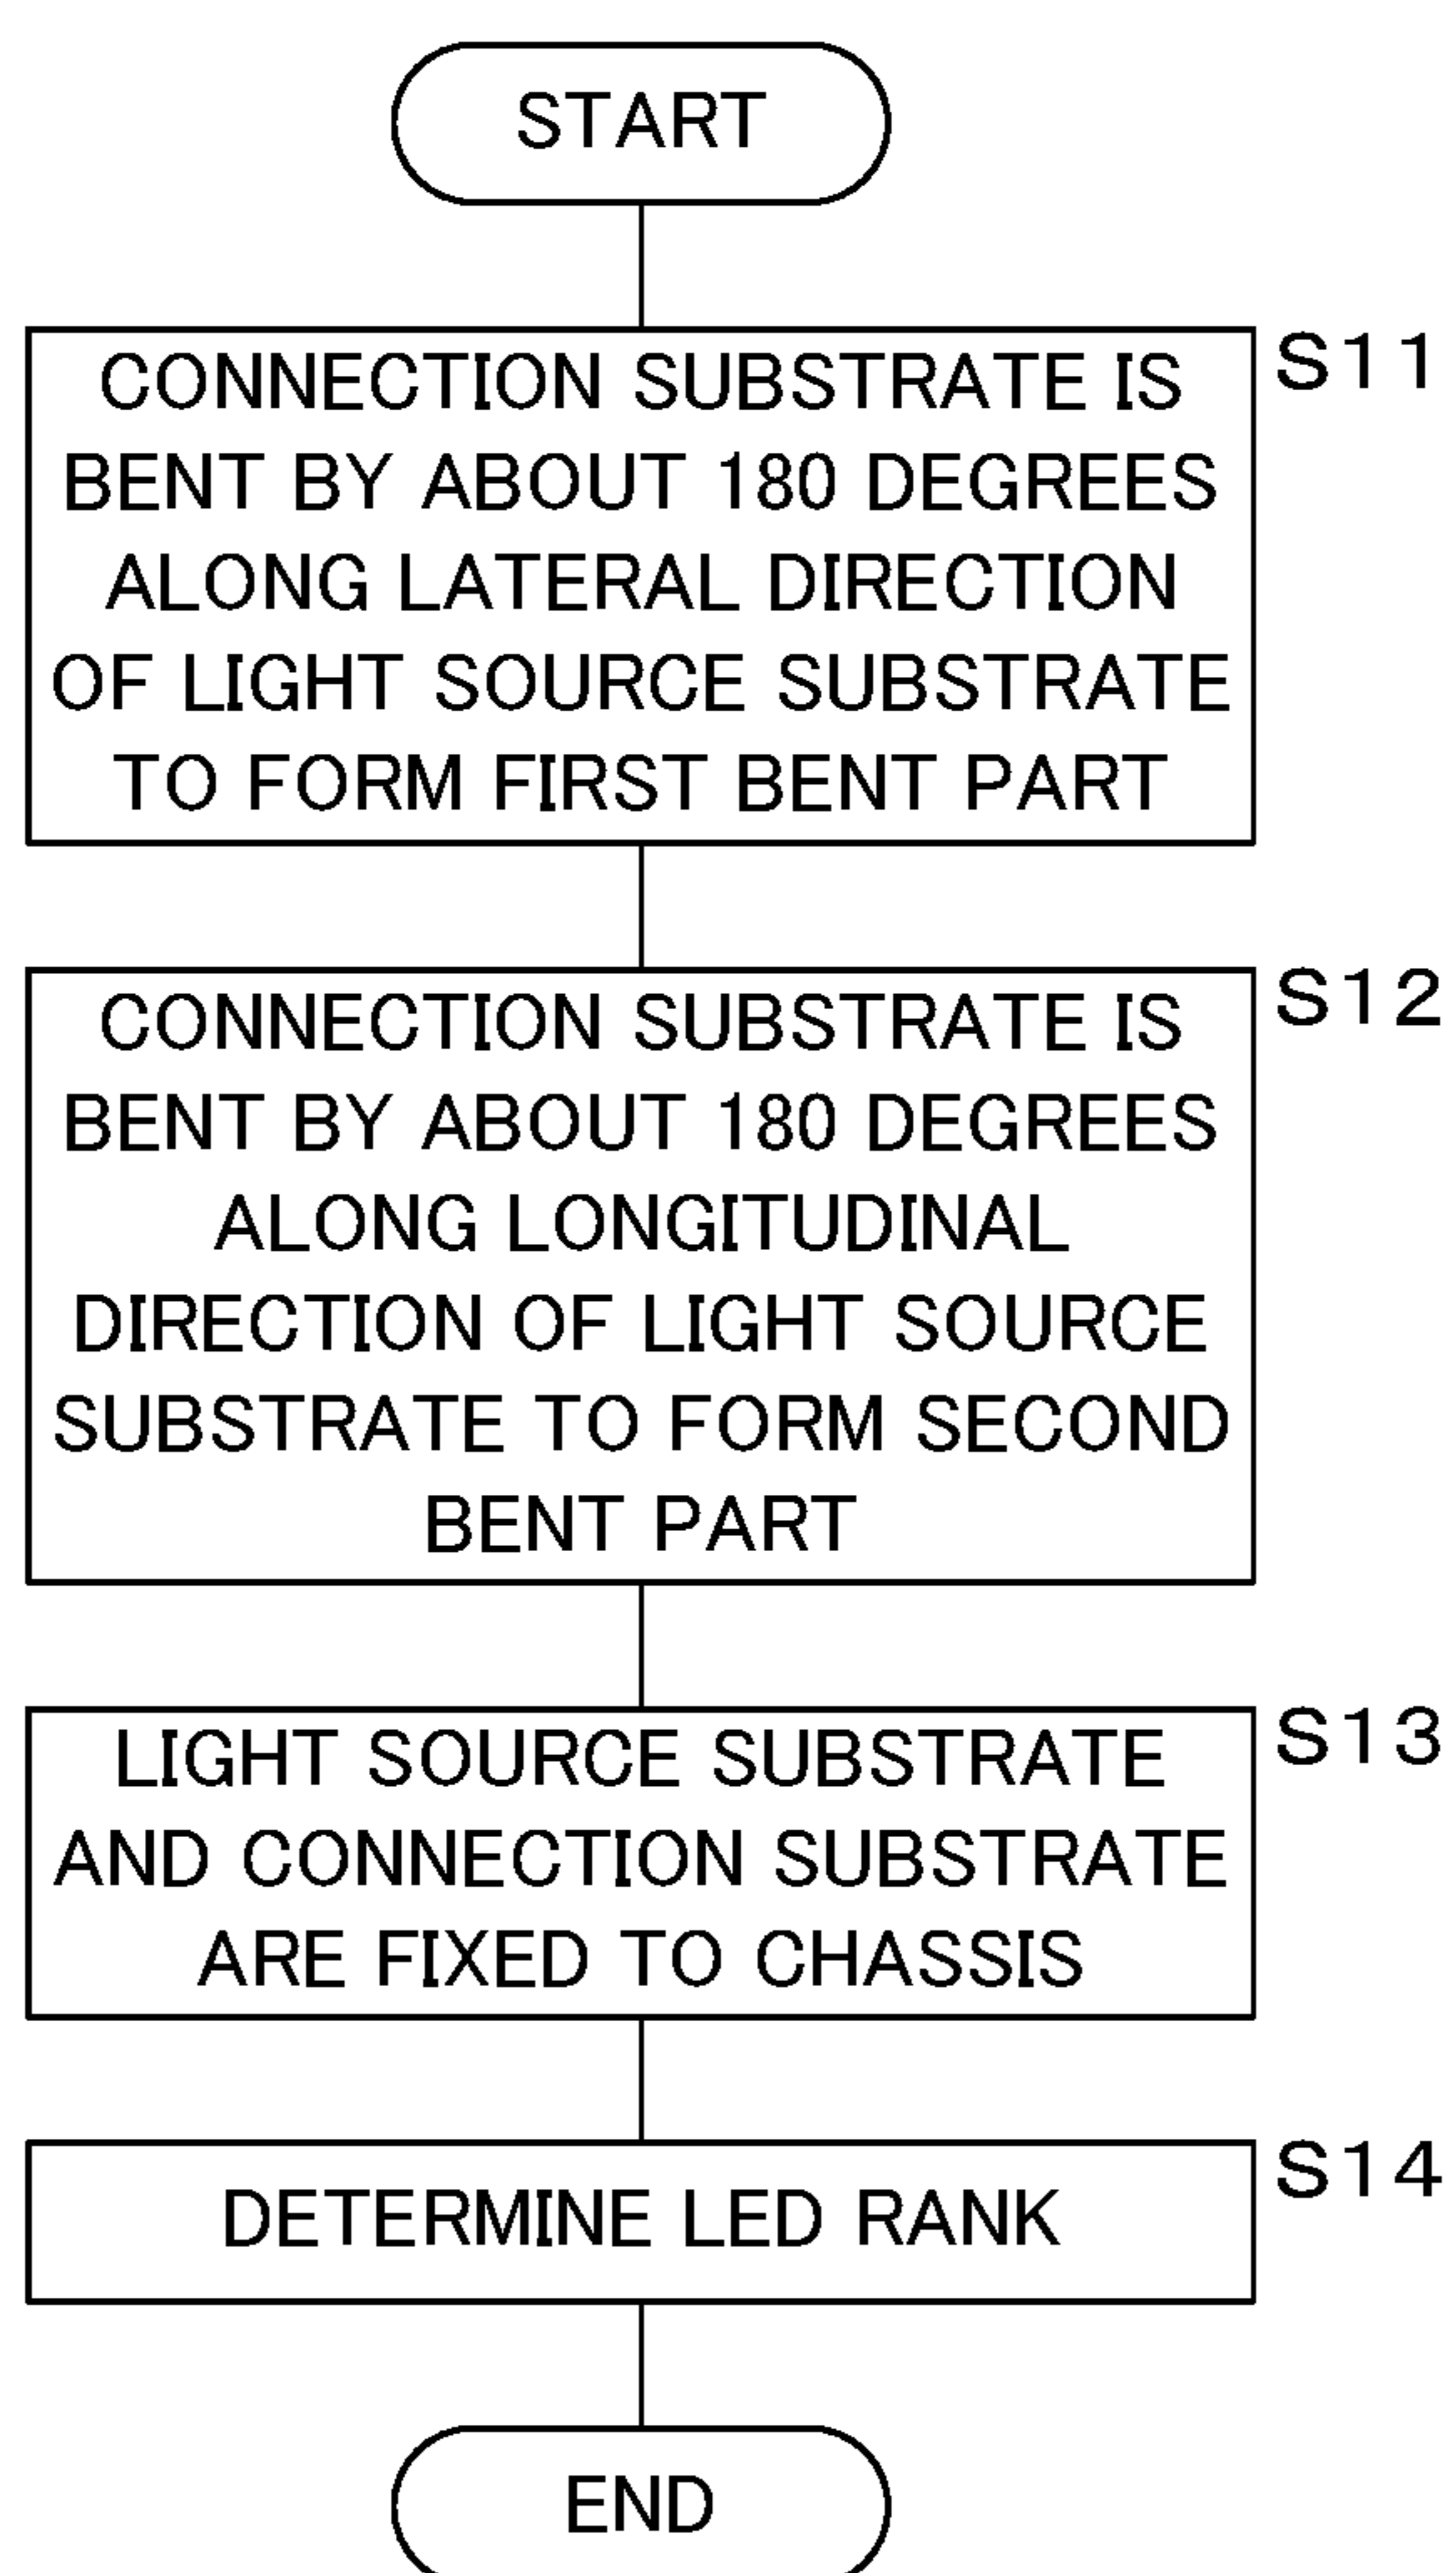 START
S11
CONNECTION SUBSTRATE IS
BENT BY ABOUT 180 DEGREES
ALONG LATERAL DIRECTION
OF LIGHT SOURCE SUBSTRATE
TO FORM FIRST BENT PART
S12
CONNECTION SUBSTRATE IS
BENT BY ABOUT 180 DEGREES
ALONG LONGITUDINAL
DIRECTION OF LIGHT SOURCE
SUBSTRATE TO FORM SECOND
BENT PART
S13
LIGHT SOURCE SUBSTRATE
AND CONNECTION SUBSTRATE
ARE FIXED TO CHASSIS
S14
DETERMINE LED RANK
END